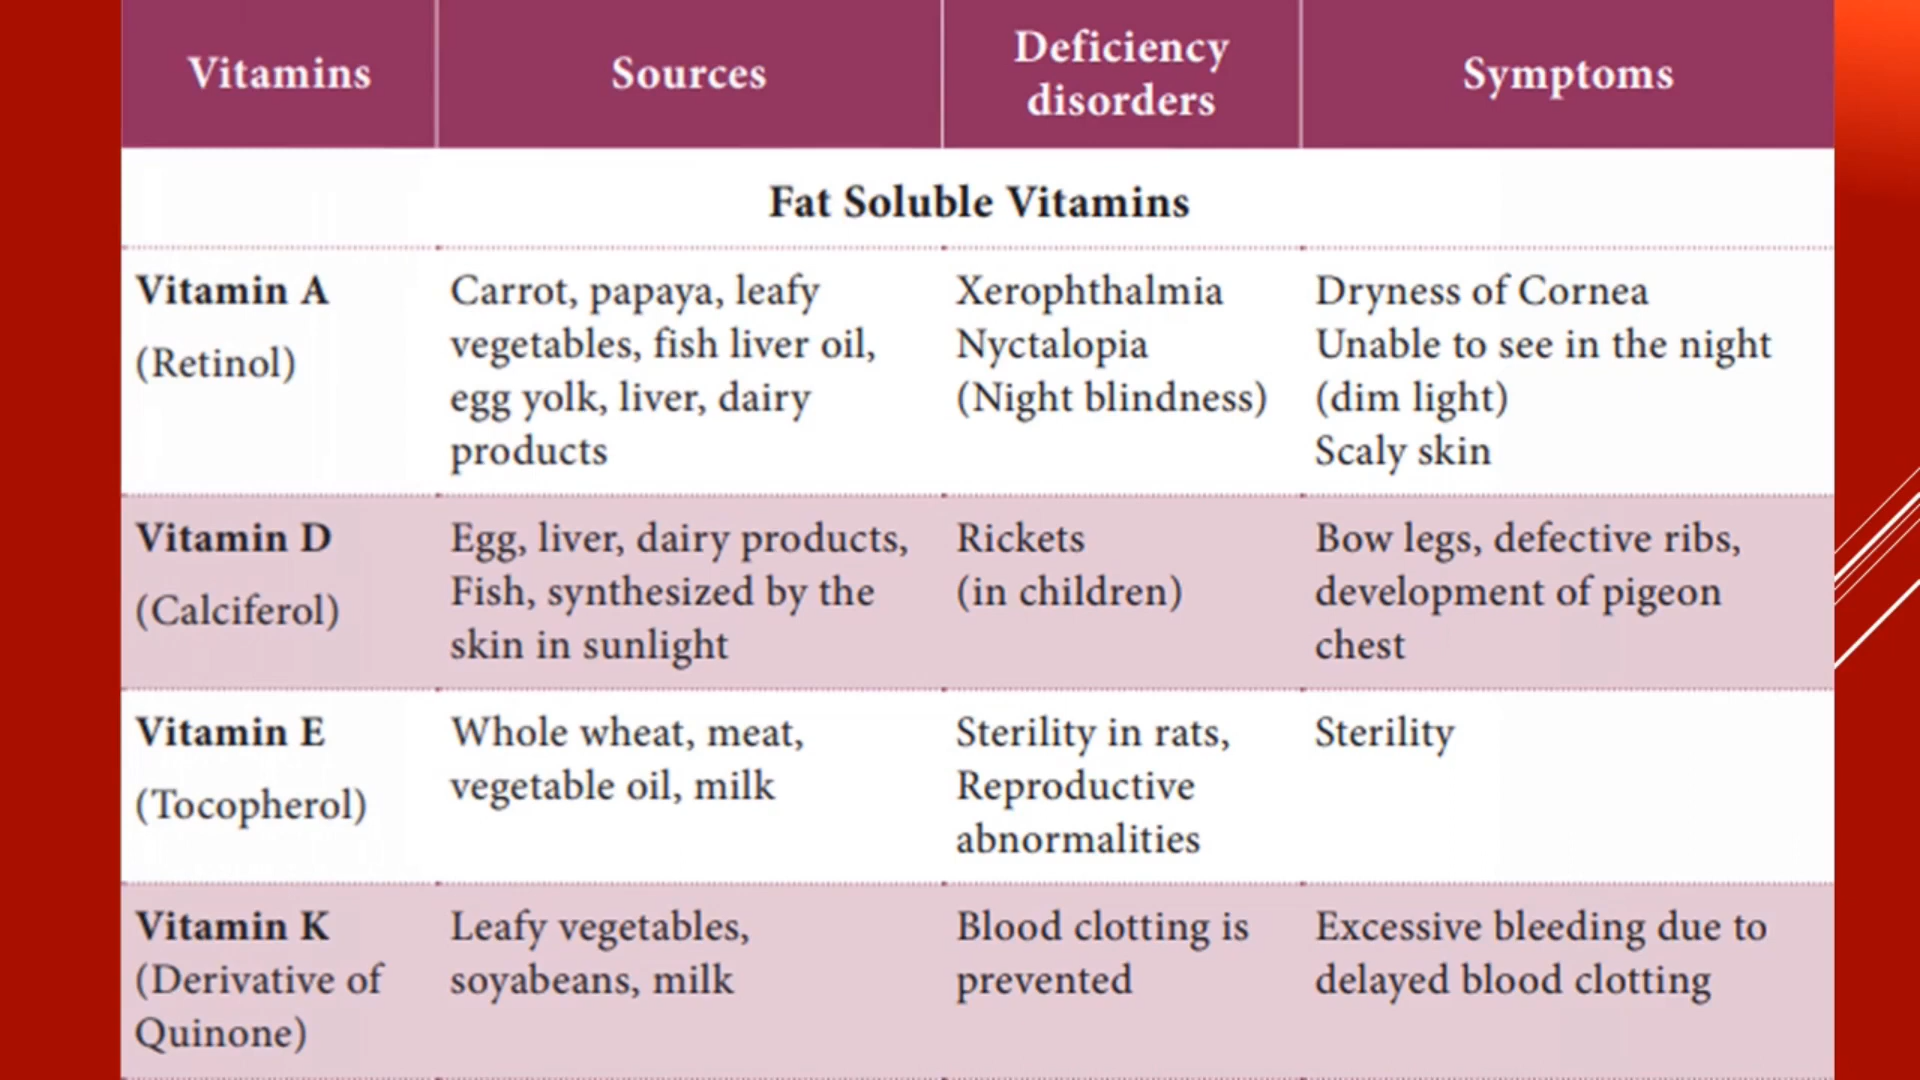 Vitamins
Sources
Deficiency
disorders
Symptoms
Fat Soluble Vitamins
Vitamin A
(Retinol)
Carrot, papaya, leafy
vegetables, fish liver oil,
egg yolk, liver, dairy
products
Xerophthalmia
Nyctalopia
(Night blindness)
Dryness of Cornea
Unable to see in the night
(dim light)
Scaly skin
Vitamin D
(Calciferol)
Egg, liver, dairy products,
Fish, synthesized by the
skin in sunlight
Rickets
(in children)
Bow legs, defective ribs,
development of pigeon
chest
Vitamin E
(Tocopherol)
Whole wheat, meat,
vegetable oil, milk
Sterility in rats,
Reproductive
abnormalities
Sterility
Vitamin K
(Derivative of
Quinone)
Leafy vegetables,
soyabeans, milk
Blood clotting is
prevented
Excessive bleeding due to
delayed blood clotting